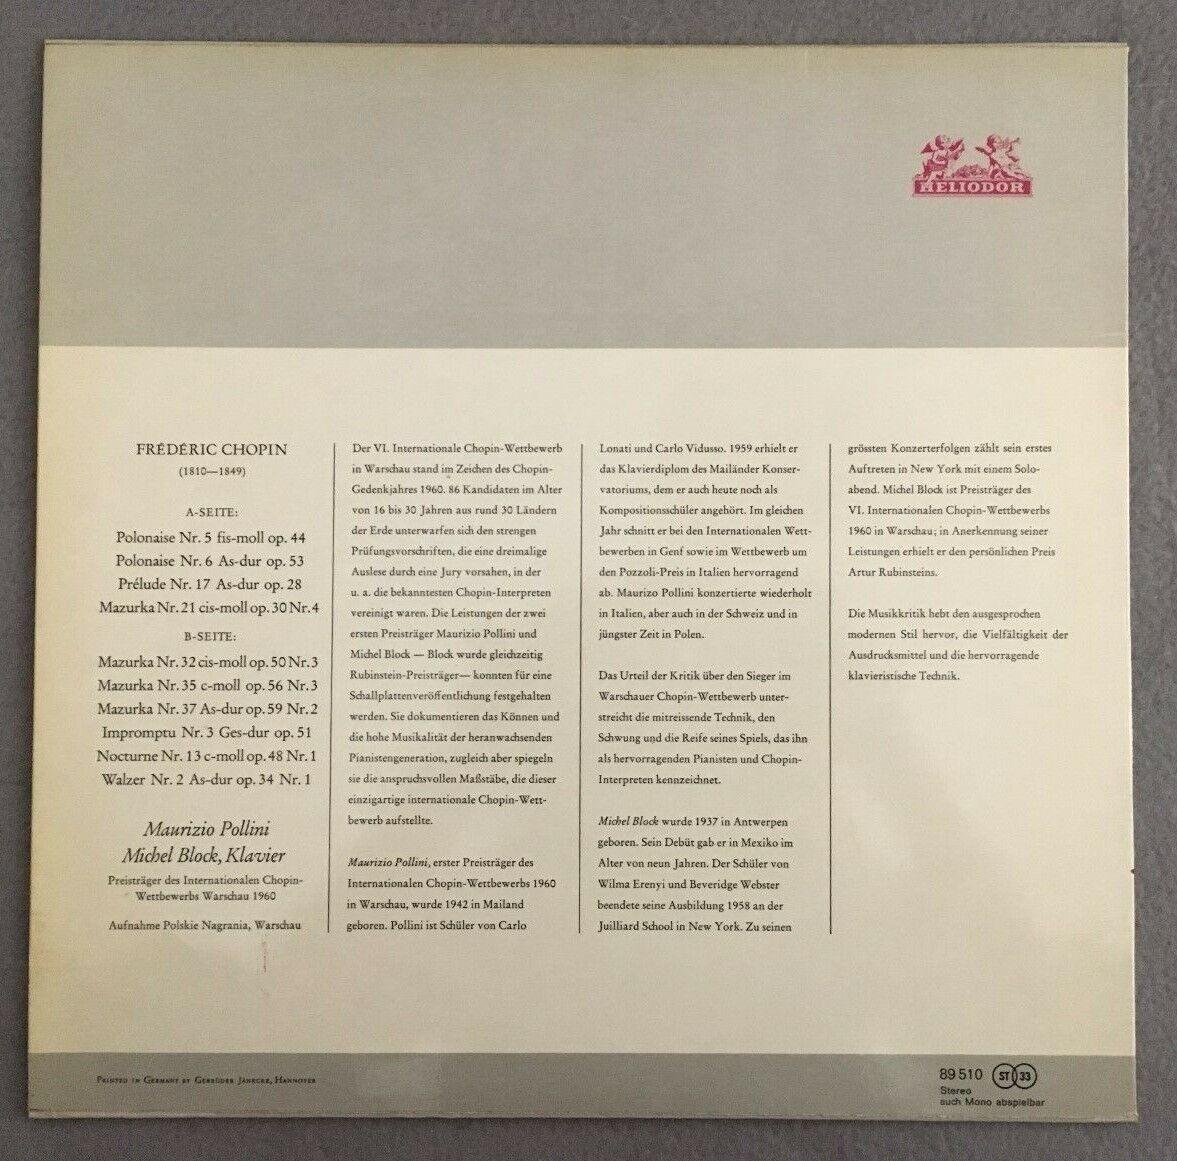 HELIODOR
FRÉDÉRIC CHOPIN
(1810—1849)
A-SEITE:
Polonaise Nr. 5 fis-moll op. 44
Polonaise Nr. 6 As-dur op. 53
Prélude Nr. 17 As-dur op. 28
Mazurka Nr. 21 cis-moll op. 30 Nr. 4
B-SEITE:
Mazurka Nr. 32 cis-moll op. 50 Nr. 3
Mazurka Nr. 35 c-moll op. 56 Nr. 3
Mazurka Nr. 37 As-dur op. 59 Nr. 2
Impromptu Nr. 3 Ges-dur op. 51
Nocturne Nr. 13 c-moll op. 48 Nr. 1
Walzer Nr. 2 As-dur op. 34 Nr. 1
Maurizio Pollini
Michel Block, Klavier
Preisträger des Internationalen Chopin-
Wettbewerbs Warschau 1960
Aufnahme Polskie Nagrania, Warschau
Der VI. Internationale Chopin-Wettbewerb
in Warschau stand im Zeichen des Chopin-
Gedenkjahres 1960. 86 Kandidaten im Alter
von 16 bis 30 Jahren aus rund 30 Ländern
der Erde unterwarfen sich den strengen
Prüfungsvorschriften, die eine dreimalige
Auslese durch eine Jury vorsahen, in der
u. a. die bekanntesten Chopin-Interpreten
vereinigt waren. Die Leistungen der zwei
ersten Preisträger Maurizio Pollini und
Michel Block — Block wurde gleichzeitig
Rubinstein-Preisträger— konnten für eine
Schallplattenveröffentlichung festgehalten
werden. Sie dokumentieren das Können und
die hohe Musikalität der heranwachsenden
Pianistengeneration, zugleich aber spiegeln
sie die anspruchsvollen Maßstäbe, die dieser
einzigartige internationale Chopin-Wett-
bewerb aufstellte.
Maurizio Pollini, erster Preisträger des
Internationalen Chopin-Wettbewerbs 1960
in Warschau, wurde 1942 in Mailand
geboren. Pollini ist Schüler von Carlo
Lonati und Carlo Vidusso. 1959 erhielt er
das Klavierdiplom des Mailänder Konser-
vatoriums, dem er auch heute noch als
Kompositionsschüler angehört. Im gleichen
Jahr schnitt er bei den Internationalen Wett-
bewerben in Genf sowie im Wettbewerb um
den Pozzoli-Preis in Italien hervorragend
ab. Maurizo Pollini konzertierte wiederholt
in Italien, aber auch in der Schweiz und in
jüngster Zeit in Polen.
Das Urteil der Kritik über den Sieger im
Warschauer Chopin-Wettbewerb unter-
streicht die mitreissende Technik, den
Schwung und die Reife seines Spiels, das ihn
als hervorragenden Pianisten und Chopin-
Interpreten kennzeichnet.
Michel Block wurde 1937 in Antwerpen
geboren. Sein Debüt gab er in Mexiko im
Alter von neun Jahren. Der Schüler von
Wilma Erenyi und Beveridge Webster
beendete seine Ausbildung 1958 an der
Juilliard School in New York. Zu seinen
grössten Konzerterfolgen zählt sein erstes
Auftreten in New York mit einem Solo-
abend. Michel Block ist Preisträger des
VI. Internationalen Chopin-Wettbewerbs
1960 in Warschau; in Anerkennung seiner
Leistungen erhielt er den persönlichen Preis
Artur Rubinsteins.
Die Musikkritik hebt den ausgesprochen
modernen Stil hervor, die Vielfältigkeit der
Ausdrucksmittel und die hervorragende
klavieristische Technik.
PRINTED IN GERMANY BY GEBRÜDER JÄNECKE, HANNOVER
89 510 ST 33
Stereo
auch Mono abspielbar